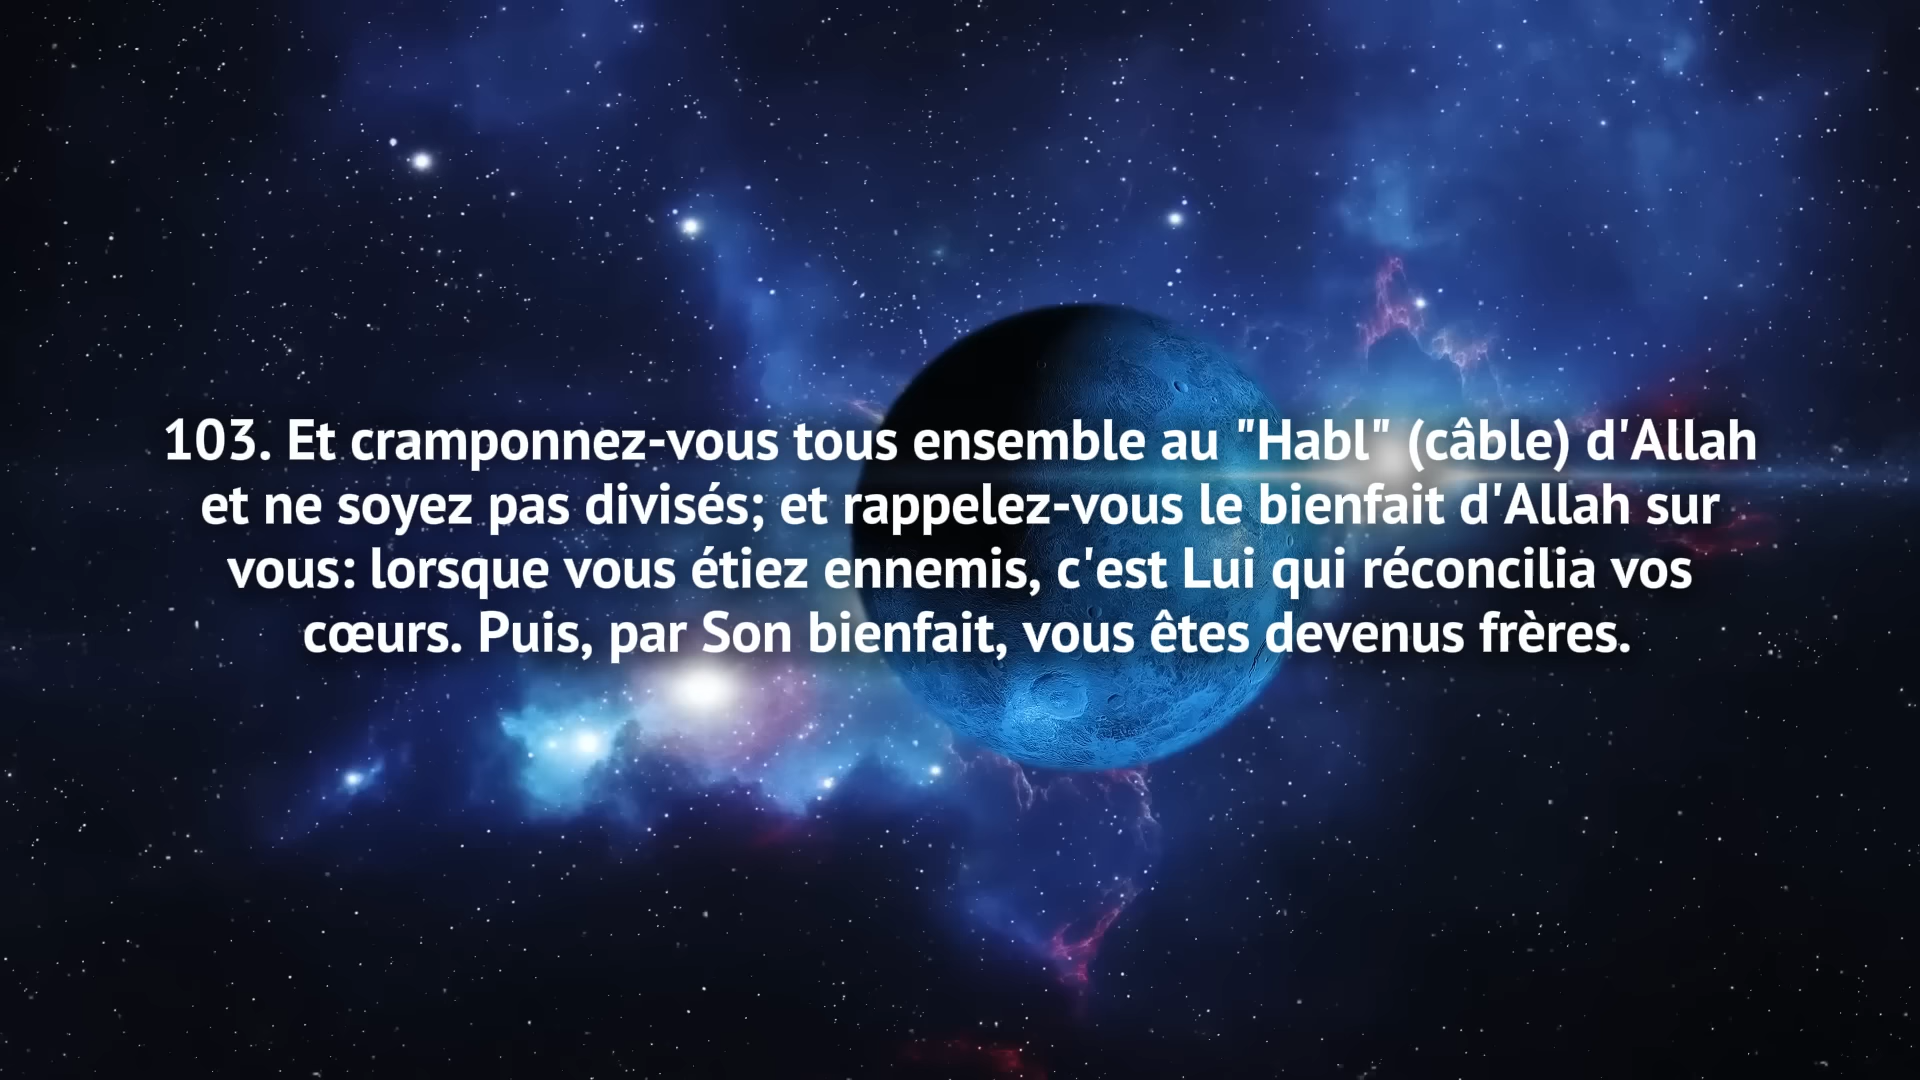 103. Et cramponnez-vous tous ensemble au "Habl" (câble) d'Allah
et ne soyez pas divisés; et rappelez-vous le bienfait d'Allah sur
vous: lorsque vous étiez ennemis, c'est Lui qui réconcilia vos
cœurs. Puis, par Son bienfait, vous êtes devenus frères.